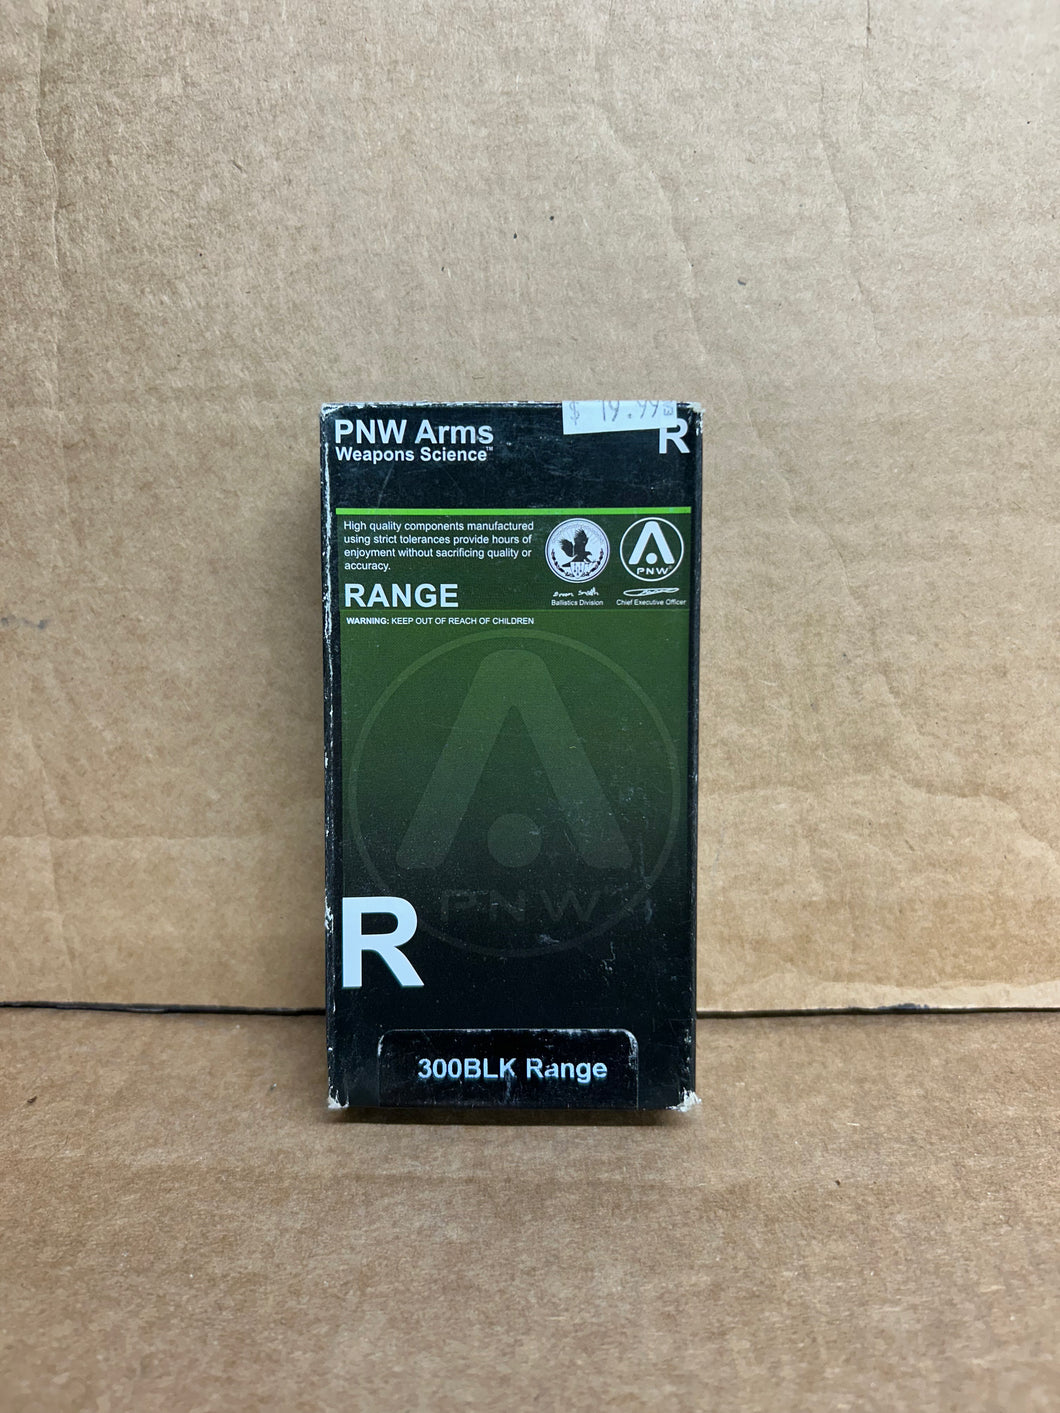 $ 19.99
PNW Arms
Weapons Science™
R
High quality components manufactured
using strict tolerances provide hours of
enjoyment without sacrificing quality or
accuracy.
PNW
Ballistics Division
Chief Executive Officer
RANGE
WARNING: KEEP OUT OF REACH OF CHILDREN
PNW
R
300BLK Range